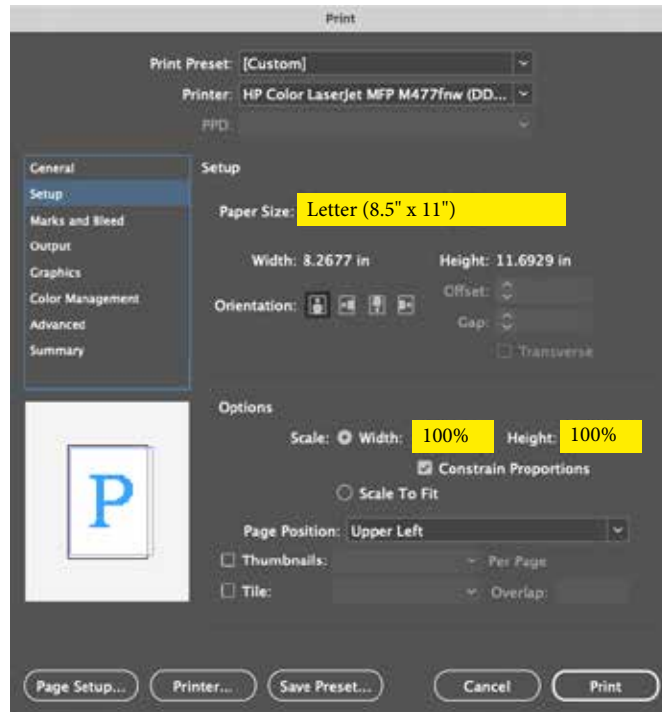 Print
Print Preset: [Custom]
Printer: HP Color LaserJet MFP M477fnw (DD...
PPD:
General
Setup
Marks and Bleed
Output
Graphics
Color Management
Advanced
Summary
Setup
Paper Size: Letter (8.5" x 11")
Width: 8.2677 in Height: 11.6929 in
Orientation: Offset:
Gap:
Transverse
P
Options
Scale: Width: 100% Height: 100%
Constrain Proportions
Scale To Fit
Page Position: Upper Left
Thumbnails: Per Page
Tile: Overlap:
Page Setup... Printer... Save Preset... Cancel Print